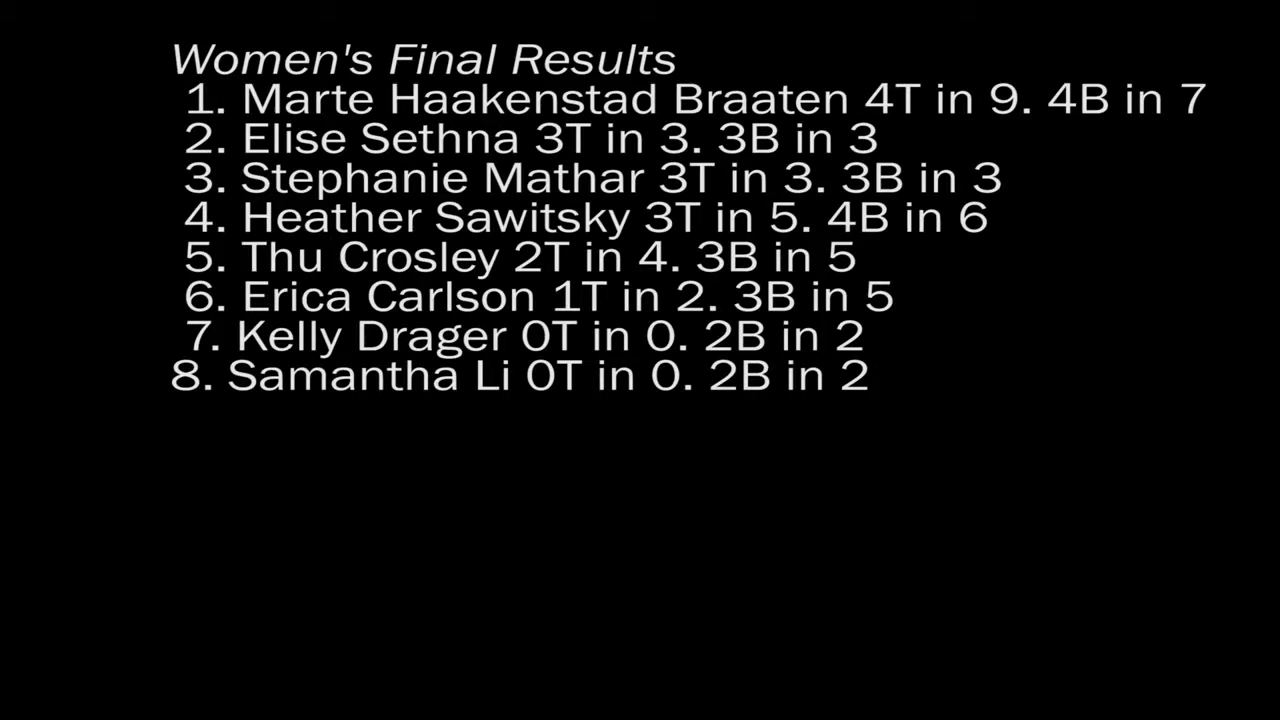 Women's Final Results
1. Marte Haakenstad Braaten 4T in 9. 4B in 7
2. Elise Sethna 3T in 3. 3B in 3
3. Stephanie Mathar 3T in 3. 3B in 3
4. Heather Sawitsky 3T in 5. 4B in 6
5. Thu Crosley 2T in 4. 3B in 5
6. Erica Carlson 1T in 2. 3B in 5
7. Kelly Drager 0T in 0. 2B in 2
8. Samantha Li 0T in 0. 2B in 2